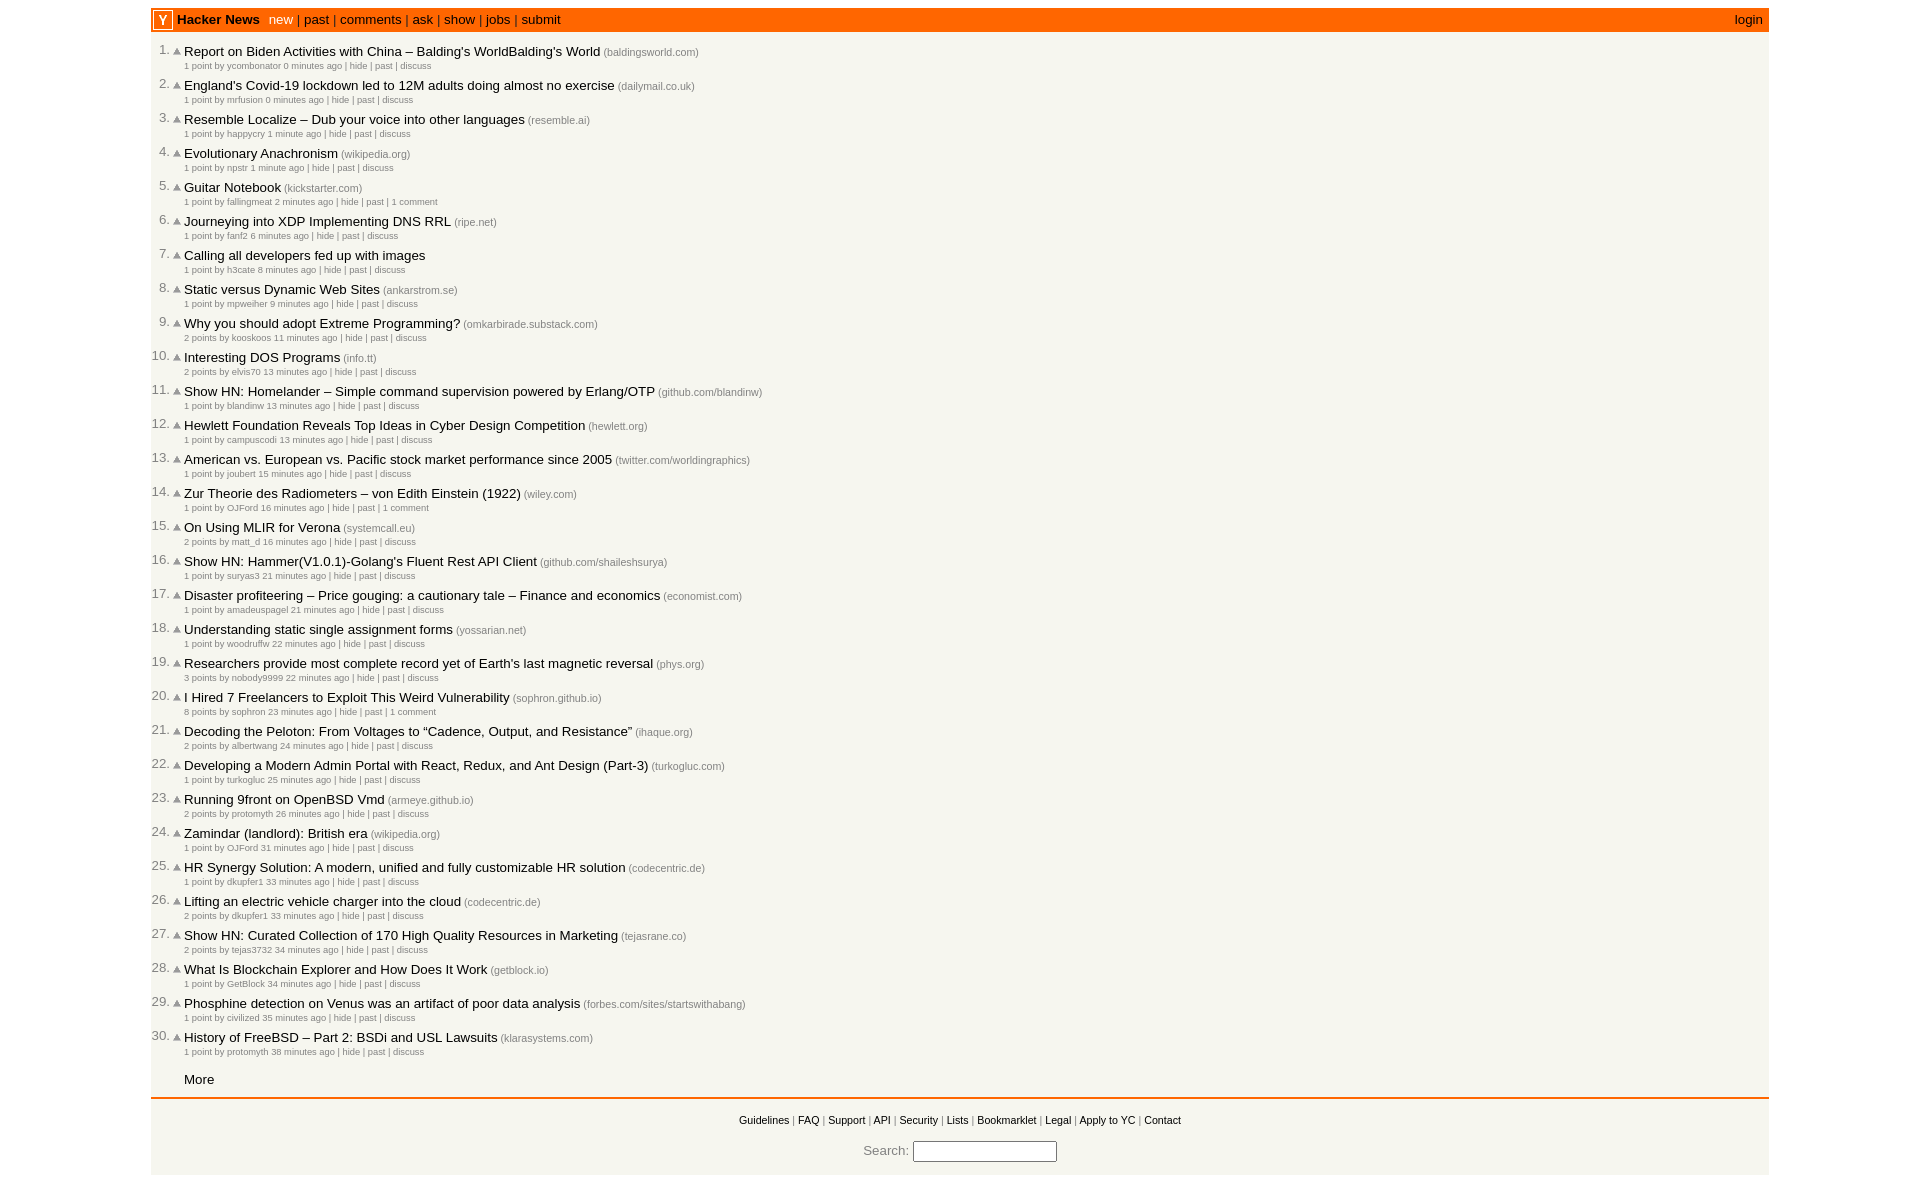 Y Hacker News new | past | comments | ask | show | jobs | submit login
1. Report on Biden Activities with China – Balding's WorldBalding's World (baldingsworld.com)
1 point by ycombonator 0 minutes ago | hide | past | discuss
2. England's Covid-19 lockdown led to 12M adults doing almost no exercise (dailymail.co.uk)
1 point by mrfusion 0 minutes ago | hide | past | discuss
3. Resemble Localize – Dub your voice into other languages (resemble.ai)
1 point by happycry 1 minute ago | hide | past | discuss
4. Evolutionary Anachronism (wikipedia.org)
1 point by npstr 1 minute ago | hide | past | discuss
5. Guitar Notebook (kickstarter.com)
1 point by fallingmeat 2 minutes ago | hide | past | 1 comment
6. Journeying into XDP Implementing DNS RRL (ripe.net)
1 point by fanf2 6 minutes ago | hide | past | discuss
7. Calling all developers fed up with images
1 point by h3cate 8 minutes ago | hide | past | discuss
8. Static versus Dynamic Web Sites (ankarstrom.se)
1 point by mpweiher 9 minutes ago | hide | past | discuss
9. Why you should adopt Extreme Programming? (omkarbirade.substack.com)
2 points by kooskoos 11 minutes ago | hide | past | discuss
10. Interesting DOS Programs (info.tt)
2 points by elvis70 13 minutes ago | hide | past | discuss
11. Show HN: Homelander – Simple command supervision powered by Erlang/OTP (github.com/blandinw)
1 point by blandinw 13 minutes ago | hide | past | discuss
12. Hewlett Foundation Reveals Top Ideas in Cyber Design Competition (hewlett.org)
1 point by campuscodi 13 minutes ago | hide | past | discuss
13. American vs. European vs. Pacific stock market performance since 2005 (twitter.com/worldingraphics)
1 point by joubert 15 minutes ago | hide | past | discuss
14. Zur Theorie des Radiometers – von Edith Einstein (1922) (wiley.com)
1 point by OJFord 16 minutes ago | hide | past | 1 comment
15. On Using MLIR for Verona (systemcall.eu)
2 points by matt_d 16 minutes ago | hide | past | discuss
16. Show HN: Hammer(V1.0.1)-Golang's Fluent Rest API Client (github.com/shaileshsurya)
1 point by suryas3 21 minutes ago | hide | past | discuss
17. Disaster profiteering – Price gouging: a cautionary tale – Finance and economics (economist.com)
1 point by amadeuspagel 21 minutes ago | hide | past | discuss
18. Understanding static single assignment forms (yossarian.net)
1 point by woodruffw 22 minutes ago | hide | past | discuss
19. Researchers provide most complete record yet of Earth's last magnetic reversal (phys.org)
3 points by nobody9999 22 minutes ago | hide | past | discuss
20. I Hired 7 Freelancers to Exploit This Weird Vulnerability (sophron.github.io)
8 points by sophron 23 minutes ago | hide | past | 1 comment
21. Decoding the Peloton: From Voltages to “Cadence, Output, and Resistance” (ihaque.org)
2 points by albertwang 24 minutes ago | hide | past | discuss
22. Developing a Modern Admin Portal with React, Redux, and Ant Design (Part-3) (turkogluc.com)
1 point by turkogluc 25 minutes ago | hide | past | discuss
23. Running 9front on OpenBSD Vmd (armeye.github.io)
2 points by protomyth 26 minutes ago | hide | past | discuss
24. Zamindar (landlord): British era (wikipedia.org)
1 point by OJFord 31 minutes ago | hide | past | discuss
25. HR Synergy Solution: A modern, unified and fully customizable HR solution (codecentric.de)
1 point by dkupfer1 33 minutes ago | hide | past | discuss
26. Lifting an electric vehicle charger into the cloud (codecentric.de)
2 points by dkupfer1 33 minutes ago | hide | past | discuss
27. Show HN: Curated Collection of 170 High Quality Resources in Marketing (tejasrane.co)
2 points by tejas3732 34 minutes ago | hide | past | discuss
28. What Is Blockchain Explorer and How Does It Work (getblock.io)
1 point by GetBlock 34 minutes ago | hide | past | discuss
29. Phosphine detection on Venus was an artifact of poor data analysis (forbes.com/sites/startswithabang)
1 point by civilized 35 minutes ago | hide | past | discuss
30. History of FreeBSD – Part 2: BSDi and USL Lawsuits (klarasystems.com)
1 point by protomyth 38 minutes ago | hide | past | discuss
More
Guidelines | FAQ | Support | API | Security | Lists | Bookmarklet | Legal | Apply to YC | Contact
Search: